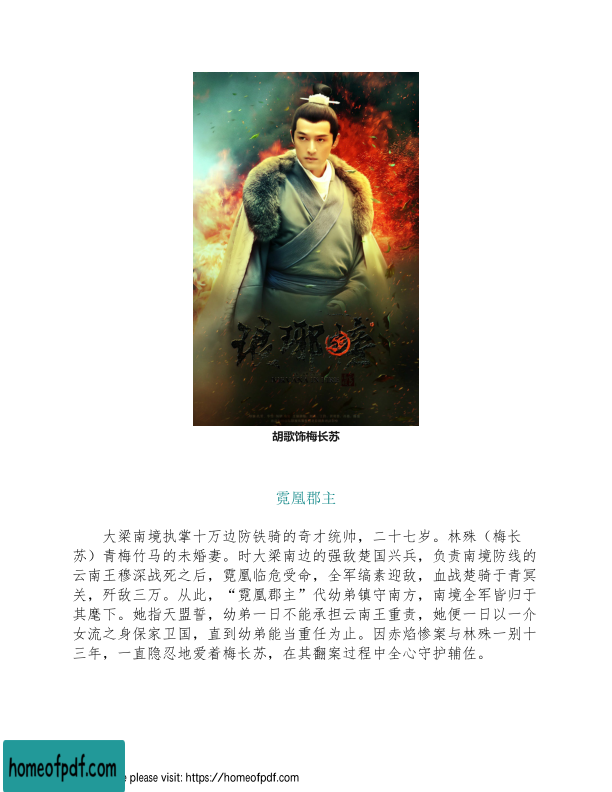 琅琊榜
胡歌饰梅长苏
霓凰郡主
大梁南境执掌十万边防铁骑的奇才统帅，二十七岁。林殊（梅长
苏）青梅竹马的未婚妻。时大梁南边的强敌楚国兴兵，负责南境防线的
云南王穆深战死之后，霓凰临危受命，全军缟素迎敌，血战楚骑于青冥
关，歼敌三万。从此，“霓凰郡主”代幼弟镇守南方，南境全军皆归于
其麾下。她指天盟誓，幼弟一日不能承担云南王重责，她便一日以一介
女流之身保家卫国，直到幼弟能当重任为止。因赤焰惨案与林殊一别十
三年，一直隐忍地爱着梅长苏，在其翻案过程中全心守护辅佐。
homeofpdf.com
e please visit: https://homeofpdf.com